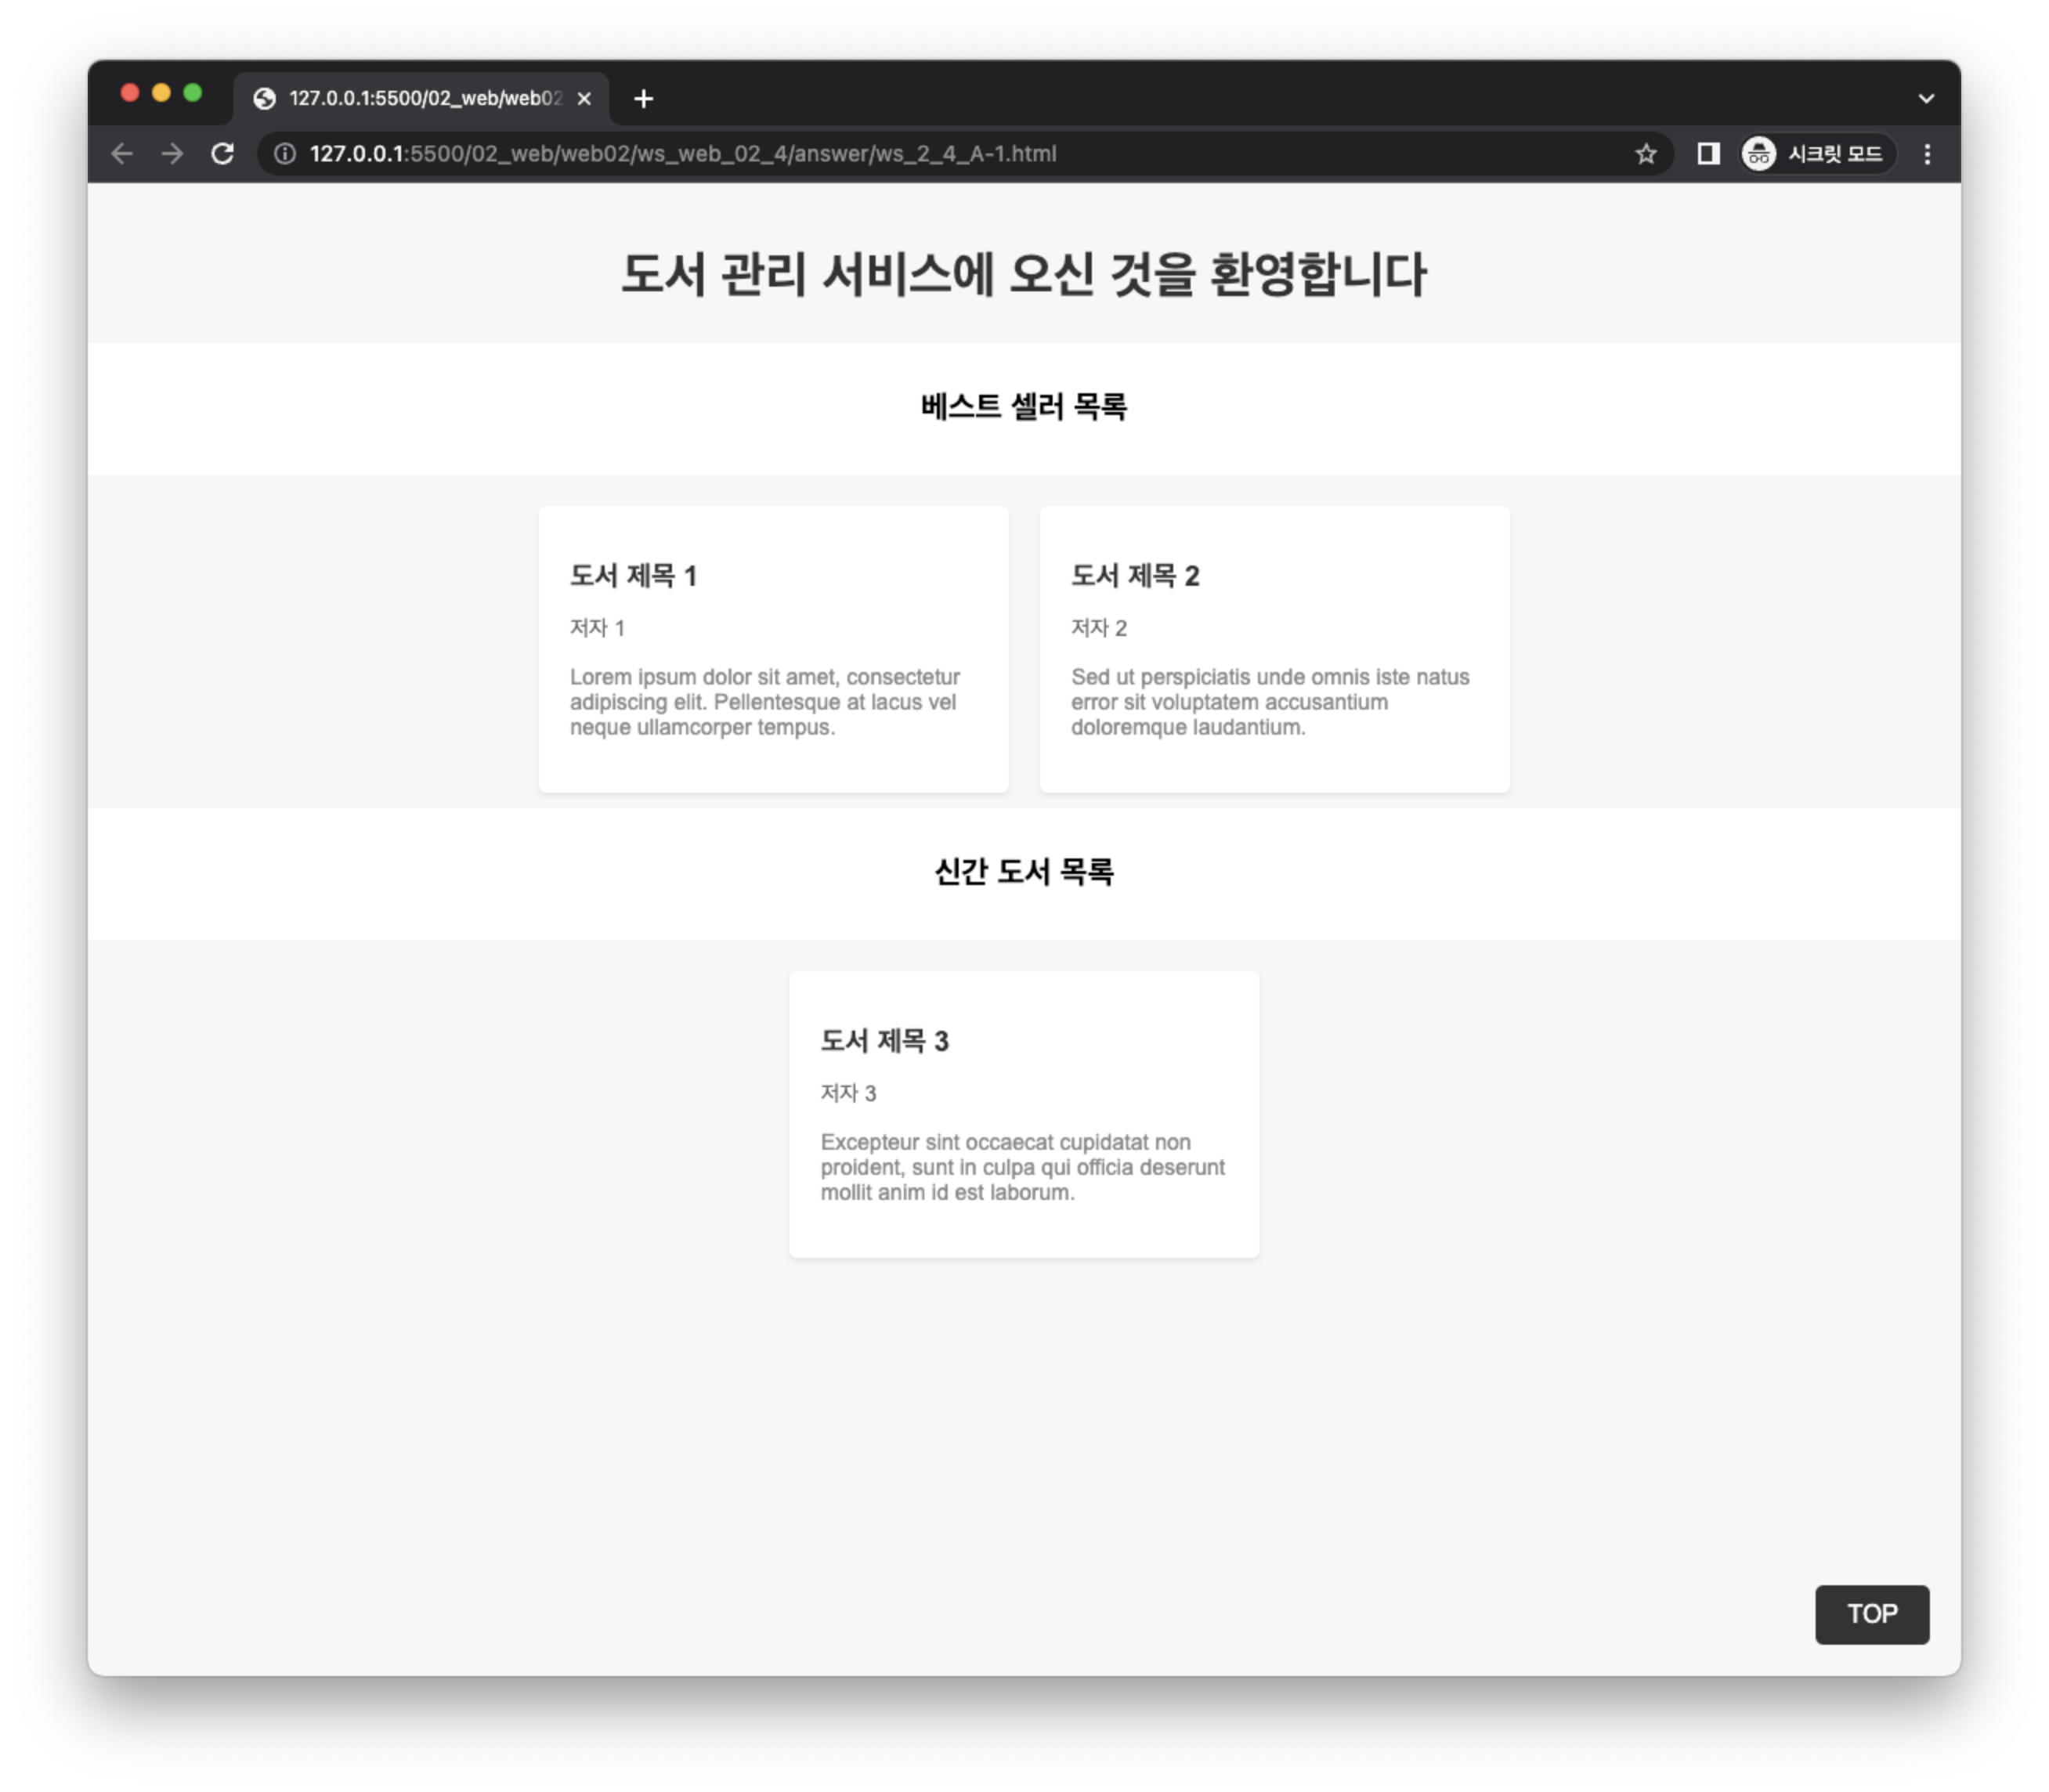 127.0.0.1:5500/02_web/web02
127.0.0.1:5500/02_web/web02/ws_web_02_4/answer/ws_2_4_A-1.html
시크릿 모드
도서 관리 서비스에 오신 것을 환영합니다
베스트 셀러 목록
도서 제목 1
저자 1
Lorem ipsum dolor sit amet, consectetur
adipiscing elit. Pellentesque at lacus vel
neque ullamcorper tempus.
도서 제목 2
저자 2
Sed ut perspiciatis unde omnis iste natus
error sit voluptatem accusantium
doloremque laudantium.
신간 도서 목록
도서 제목 3
저자 3
Excepteur sint occaecat cupidatat non
proident, sunt in culpa qui officia deserunt
mollit anim id est laborum.
TOP